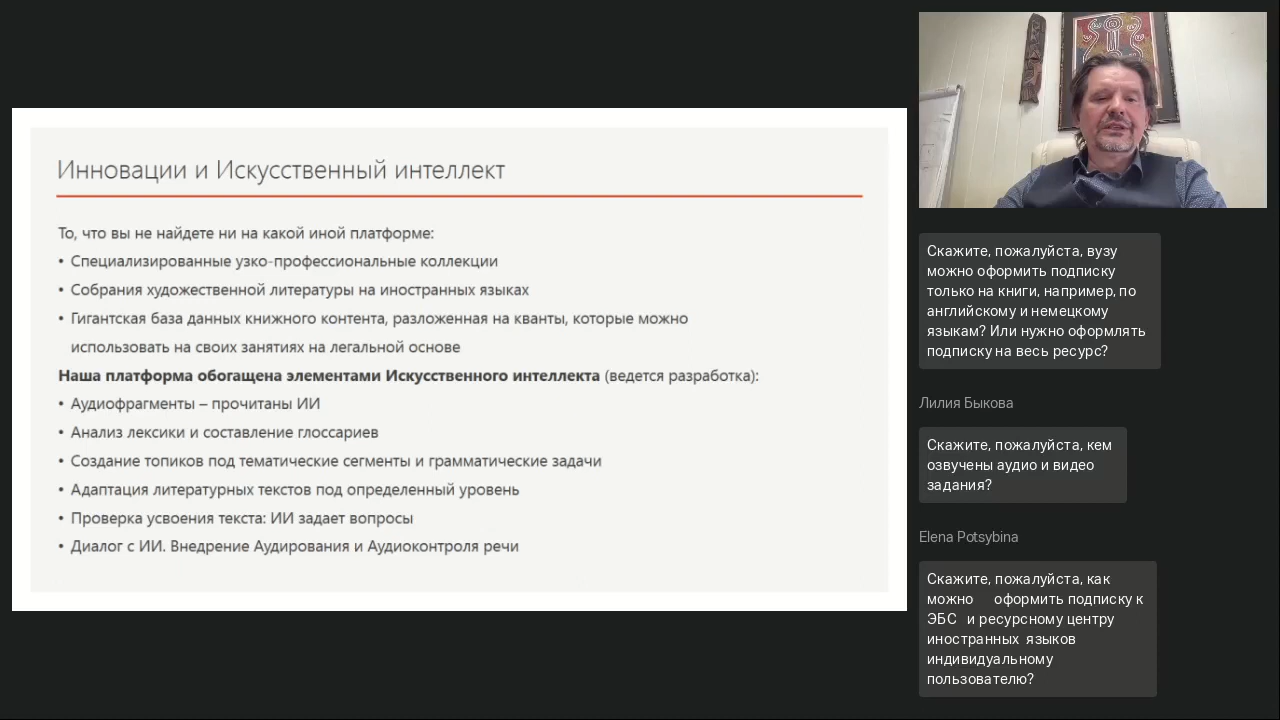 Инновации и Искусственный интеллект
То, что вы не найдете ни на какой иной платформе:
• Специализированные узко-профессиональные коллекции
• Собрания художественной литературы на иностранных языках
• Гигантская база данных книжного контента, разложенная на кванты, которые можно
использовать на своих занятиях на легальной основе
Наша платформа обогащена элементами Искусственного интеллекта (ведется разработка):
• Аудиофрагменты – прочитаны ИИ
• Анализ лексики и составление глоссариев
• Создание топиков под тематические сегменты и грамматические задачи
• Адаптация литературных текстов под определенный уровень
• Проверка усвоения текста: ИИ задает вопросы
• Диалог с ИИ. Внедрение Аудирования и Аудиоконтроля речи
Скажите, пожалуйста, вузу
можно оформить подписку
только на книги, например, по
английскому и немецкому
языкам? Или нужно оформлять
подписку на весь ресурс?
Лилия Быкова
Скажите, пожалуйста, кем
озвучены аудио и видео
задания?
Elena Potsybina
Скажите, пожалуйста, как
можно оформить подписку к
ЭБС и ресурсному центру
иностранных языков
индивидуальному
пользователю?